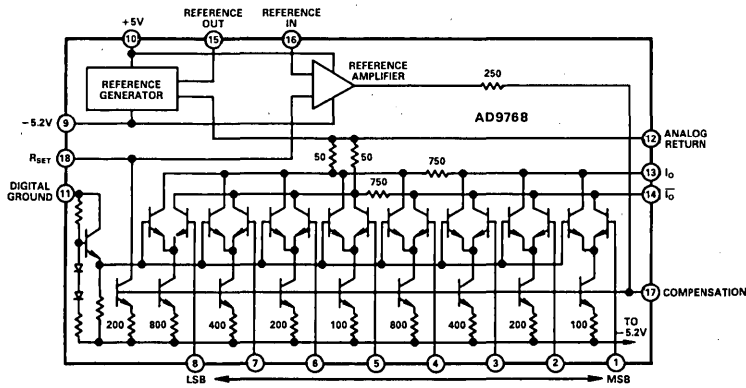 +5V
REFERENCE OUT
REFERENCE IN
10
15
16
REFERENCE GENERATOR
REFERENCE AMPLIFIER
250
AD9768
-5.2V
9
12
ANALOG RETURN
RSET
18
50
50
750
13
IO
DIGITAL GROUND
11
750
14
IO
17
COMPENSATION
200
800
400
200
100
800
400
200
100
TO -5.2V
8
7
6
5
4
3
2
1
LSB
MSB